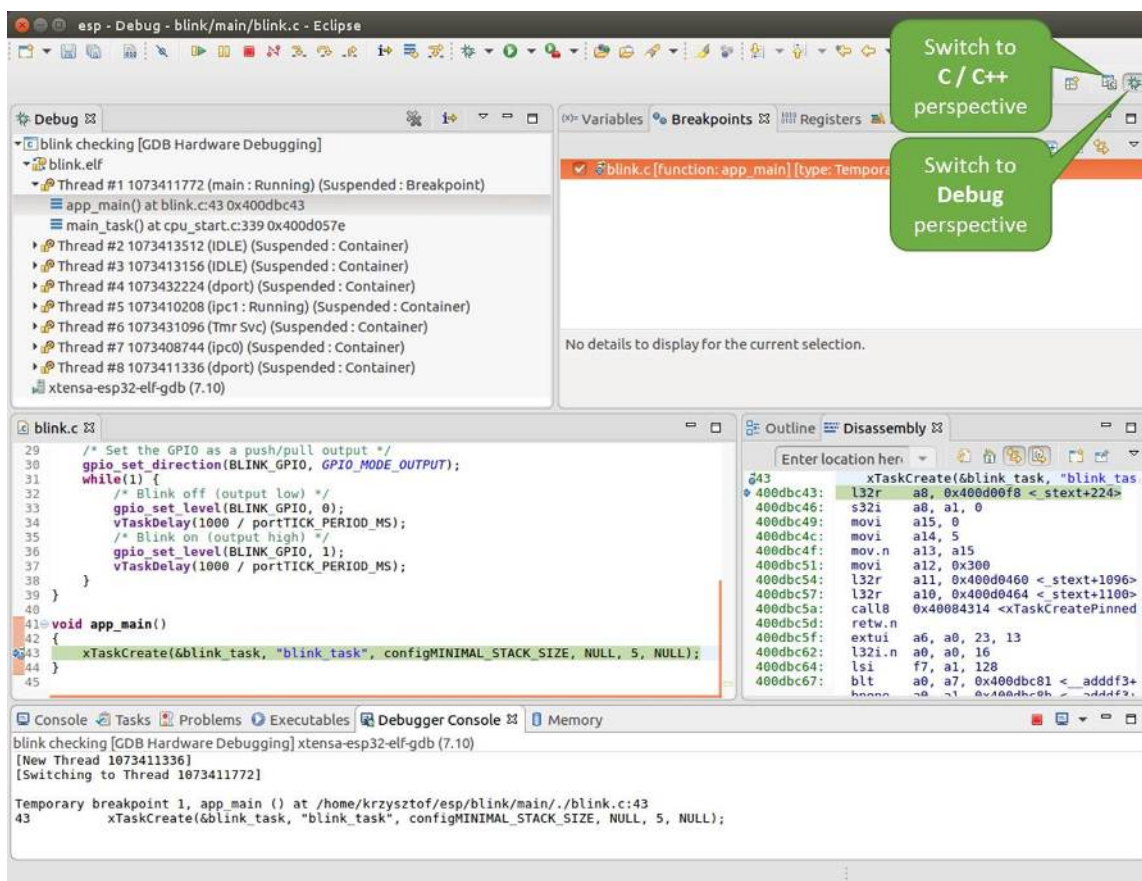 esp - Debug - blink/main/blink.c - Eclipse
Switch to
C / C++
perspective
Switch to
Debug
perspective
Debug
(x)= Variables Breakpoints Registers
blink checking [GDB Hardware Debugging]
blink.elf
Thread #1 1073411772 (main : Running) (Suspended : Breakpoint)
app_main() at blink.c:43 0x400dbc43
main_task() at cpu_start.c:339 0x400d057e
Thread #2 1073413512 (IDLE) (Suspended : Container)
Thread #3 1073413156 (IDLE) (Suspended : Container)
Thread #4 1073432224 (dport) (Suspended : Container)
Thread #5 1073410208 (ipc1 : Running) (Suspended : Container)
Thread #6 1073431096 (Tmr Svc) (Suspended : Container)
Thread #7 1073408744 (ipc0) (Suspended : Container)
Thread #8 1073411336 (dport) (Suspended : Container)
xtensa-esp32-elf-gdb (7.10)
blink.c [function: app_main] [type: Tempora
No details to display for the current selection.
blink.c
29 /* Set the GPIO as a push/pull output */
30 gpio_set_direction(BLINK_GPIO, GPIO_MODE_OUTPUT);
31 while(1) {
32 /* Blink off (output low) */
33 gpio_set_level(BLINK_GPIO, 0);
34 vTaskDelay(1000 / portTICK_PERIOD_MS);
35 /* Blink on (output high) */
36 gpio_set_level(BLINK_GPIO, 1);
37 vTaskDelay(1000 / portTICK_PERIOD_MS);
38 }
39 }
40
41 void app_main()
42 {
43 xTaskCreate(&blink_task, "blink_task", configMINIMAL_STACK_SIZE, NULL, 5, NULL);
44 }
45
Outline Disassembly
Enter location her
43 xTaskCreate(&blink_task, "blink_tas
400dbc43: l32r a8, 0x400d00f8 <_stext+224>
400dbc46: s32i a8, a1, 0
400dbc49: movi a15, 0
400dbc4c: movi a14, 5
400dbc4f: mov.n a13, a15
400dbc51: movi a12, 0x300
400dbc54: l32r a11, 0x400d0460 <_stext+1096>
400dbc57: l32r a10, 0x400d0464 <_stext+1100>
400dbc5a: call8 0x40084314 <xTaskCreatePinned
400dbc5d: retw.n
400dbc5f: extui a6, a0, 23, 13
400dbc62: l32i.n a0, a0, 16
400dbc64: lsi f7, a1, 128
400dbc67: blt a0, a7, 0x400dbc81 <__adddf3+
Console Tasks Problems Executables Debugger Console Memory
blink checking [GDB Hardware Debugging] xtensa-esp32-elf-gdb (7.10)
[New Thread 1073411336]
[Switching to Thread 1073411772]
Temporary breakpoint 1, app_main () at /home/krzysztof/esp/blink/main/./blink.c:43
43 xTaskCreate(&blink_task, "blink_task", configMINIMAL_STACK_SIZE, NULL, 5, NULL);